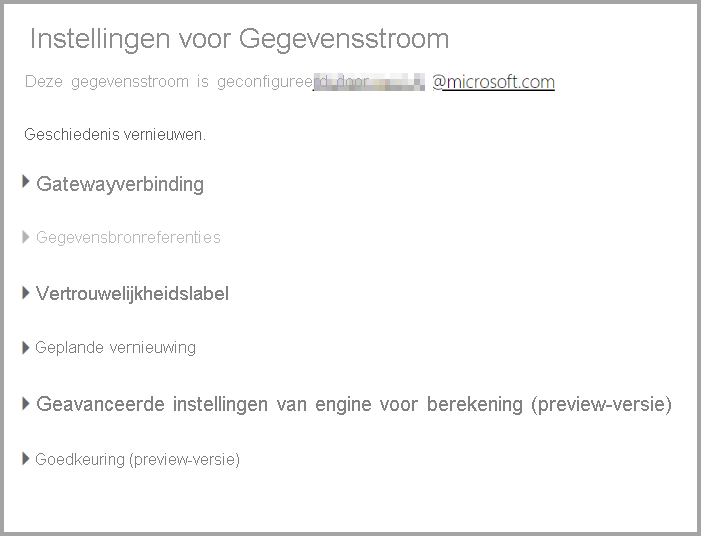 Instellingen voor Gegevensstroom
Deze gegevensstroom is geconfigureerd door @microsoft.com
Geschiedenis vernieuwen.
Gatewayverbinding
Gegevensbronreferenties
Vertrouwelijkheidslabel
Geplande vernieuwing
Geavanceerde instellingen van engine voor berekening (preview-versie)
Goedkeuring (preview-versie)